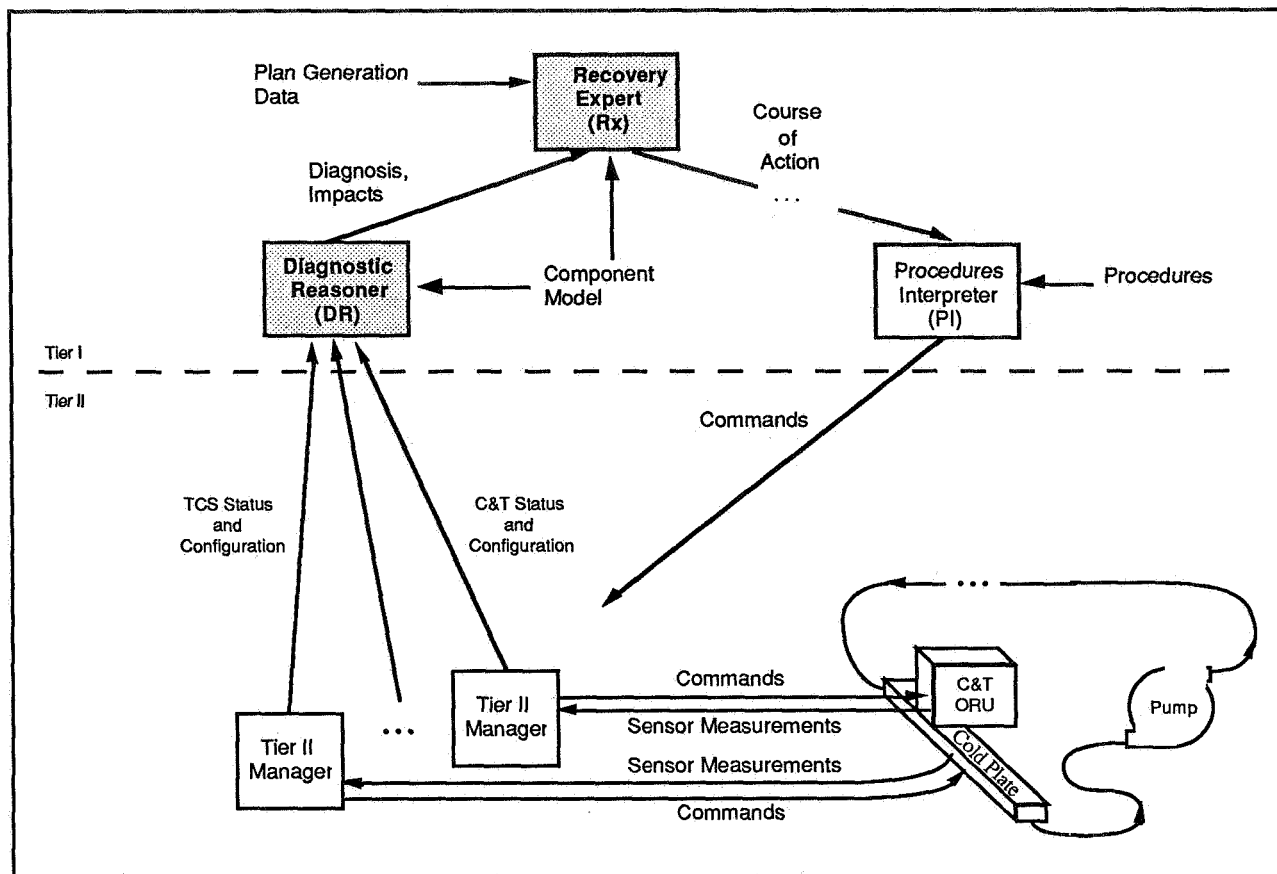 Plan Generation
Data
Recovery
Expert
(Rx)
Course
of
Action
...
Diagnosis,
Impacts
Diagnostic
Reasoner
(DR)
Component
Model
Procedures
Interpreter
(PI)
Procedures
Tier I
Tier II
Commands
TCS Status
and
Configuration
C&T Status
and
Configuration
...
Tier II
Manager
...
Tier II
Manager
Commands
Sensor Measurements
Sensor Measurements
Commands
C&T
ORU
Cold Plate
Pump